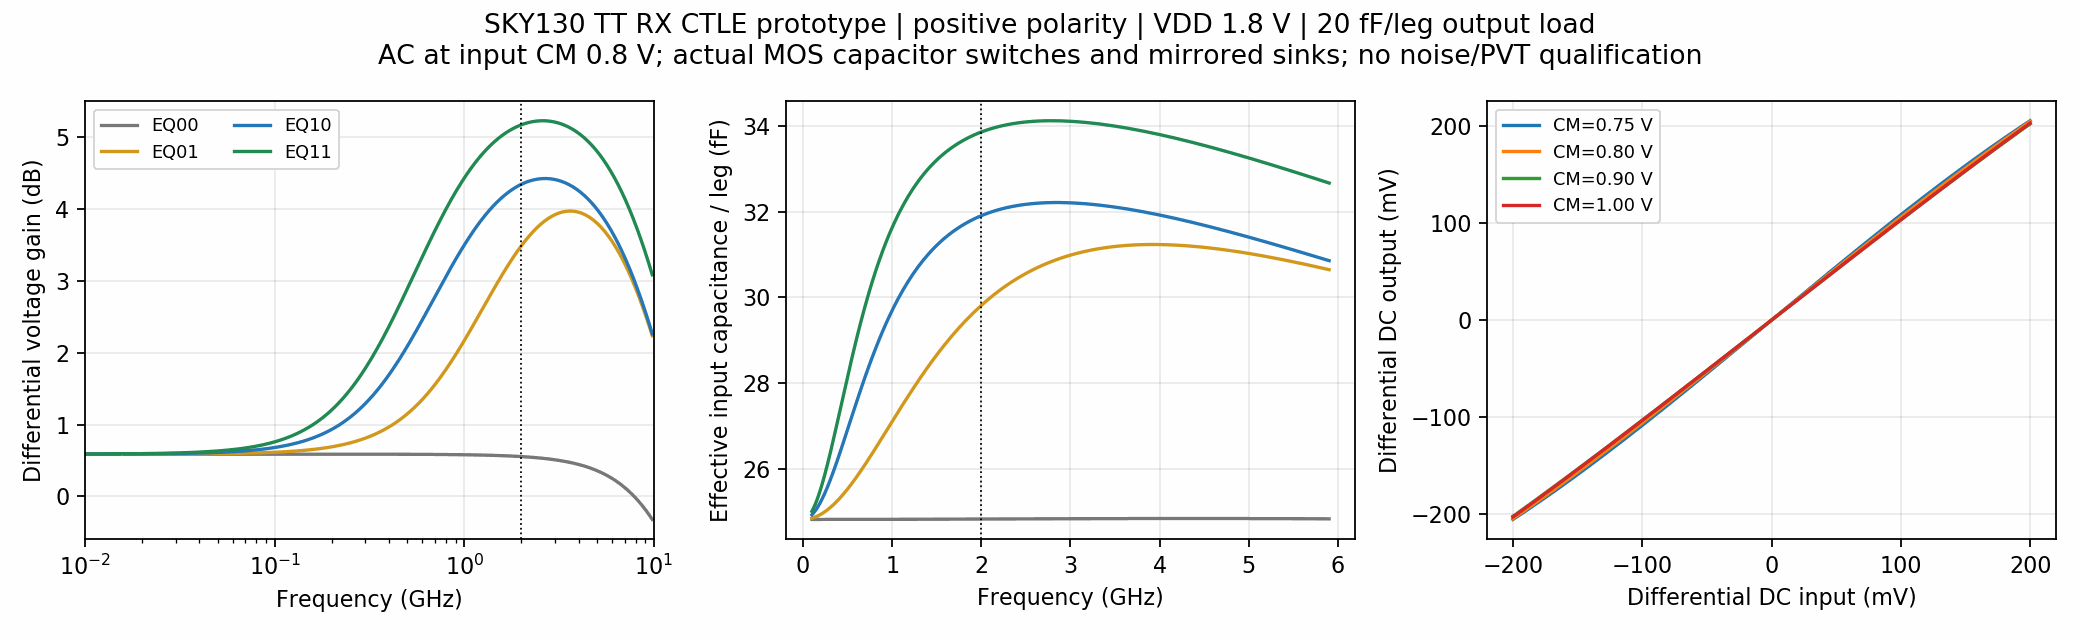 SKY130 TT RX CTLE prototype | positive polarity | VDD 1.8 V | 20 fF/leg output load
AC at input CM 0.8 V; actual MOS capacitor switches and mirrored sinks; no noise/PVT qualification
Differential voltage gain (dB)
5
4
3
2
1
0
EQ00
EQ01
EQ10
EQ11
10⁻²
10⁻¹
10⁰
10¹
Frequency (GHz)
Effective input capacitance / leg (fF)
34
32
30
28
26
0
1
2
3
4
5
6
Frequency (GHz)
Differential DC output (mV)
200
100
0
−100
−200
CM=0.75 V
CM=0.80 V
CM=0.90 V
CM=1.00 V
−200
−100
0
100
200
Differential DC input (mV)